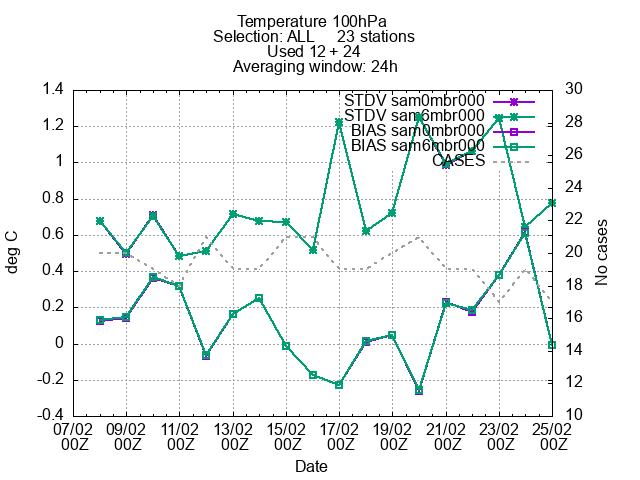 Temperature 100hPa
Selection: ALL 23 stations
Used 12 + 24
Averaging window: 24h
STDV sam0mbr000
STDV sam6mbr000
BIAS sam0mbr000
BIAS sam6mbr000
CASES
1.4
1.2
1
0.8
0.6
0.4
0.2
0
-0.2
-0.4
deg C
30
28
26
24
22
20
18
16
14
12
10
No cases
07/02 09/02 11/02 13/02 15/02 17/02 19/02 21/02 23/02 25/02
00Z 00Z 00Z 00Z 00Z 00Z 00Z 00Z 00Z 00Z
Date